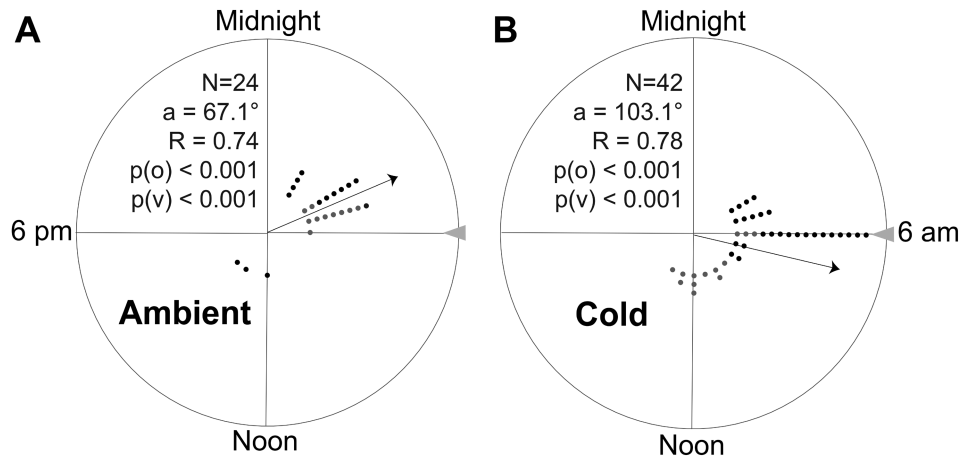 A
Midnight
N=24
a = 67.1°
R = 0.74
p(o) < 0.001
p(v) < 0.001
6 pm
Ambient
Noon
B
Midnight
N=42
a = 103.1°
R = 0.78
p(o) < 0.001
p(v) < 0.001
6 am
Cold
Noon